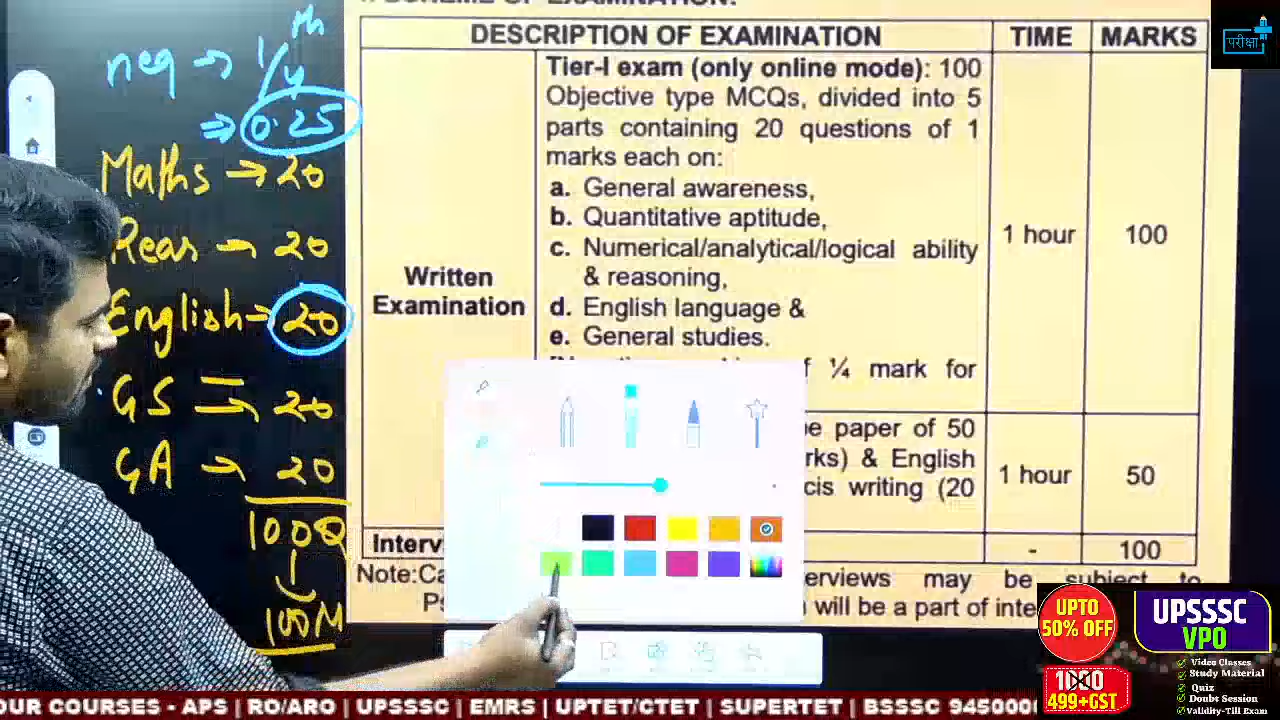 SCHEME OF EXAMINATION:
DESCRIPTION OF EXAMINATION
TIME
MARKS
Written
Examination
Tier-I exam (only online mode): 100
Objective type MCQs, divided into 5
parts containing 20 questions of 1
marks each on:
a. General awareness,
b. Quantitative aptitude,
c. Numerical/analytical/logical ability
& reasoning,
d. English language &
e. General studies.
¼ mark for
1 hour
100
paper of 50
& English
writing (20
1 hour
50
-
100
Note:
erviews may be subject to
will be a part of
neg → 1/4 th
⇒ 0.25
Maths → 20
Reas → 20
English → 20
GS → 20
GA → 20
100Q
100M
परीक्षा
UPTO
50% OFF
1000
499+GST
UPSSSC
VPO
✓ Video Classes
✓ Study Material
✓ Quiz
✓ Doubt Session
✓ Validity-Till Exam
OUR COURSES - APS | RO/ARO | UPSSSC | EMRS | UPTET/CTET | SUPERTET | BSSSC 945000